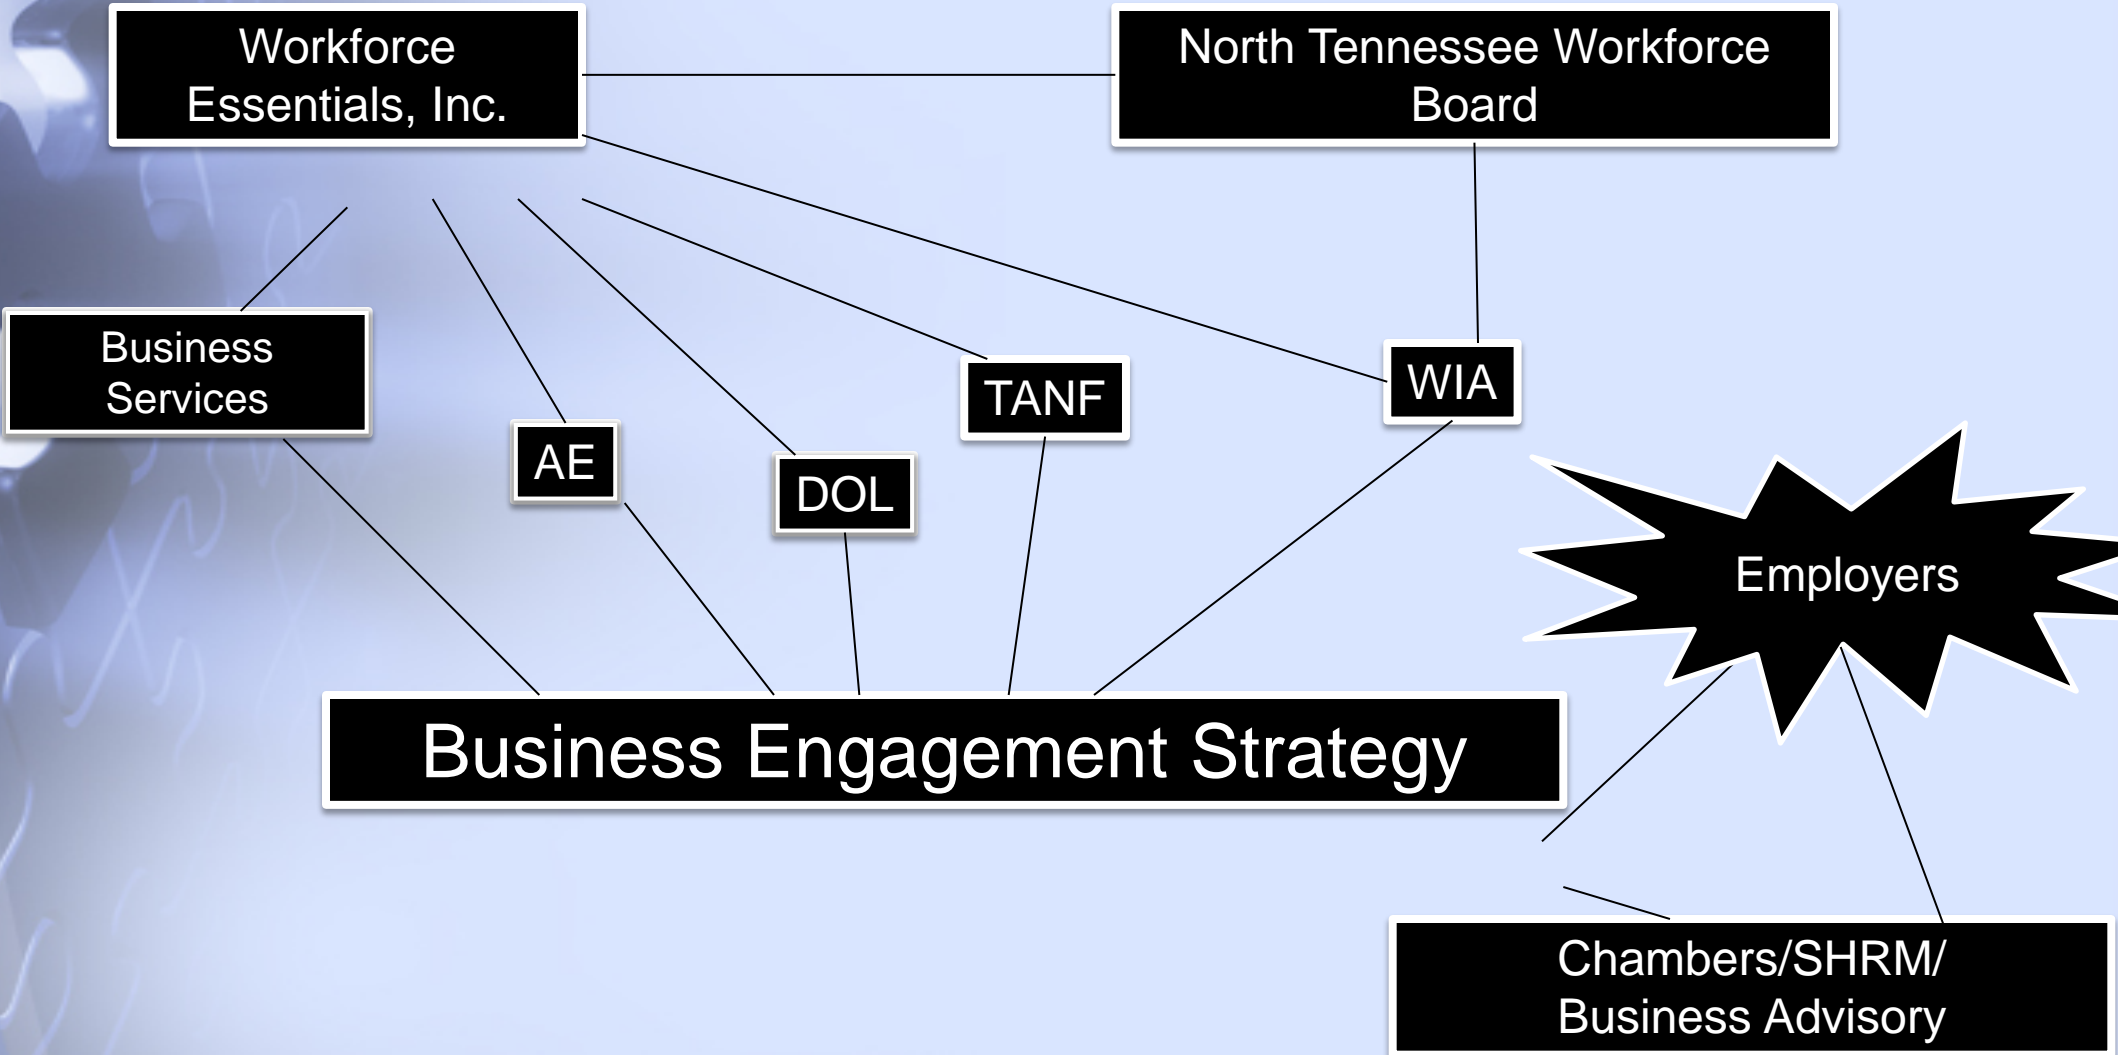 Workforce
Essentials, Inc.
North Tennessee Workforce
Board
Business
Services
AE
DOL
TANF
WIA
Employers
Business Engagement Strategy
Chambers/SHRM/
Business Advisory